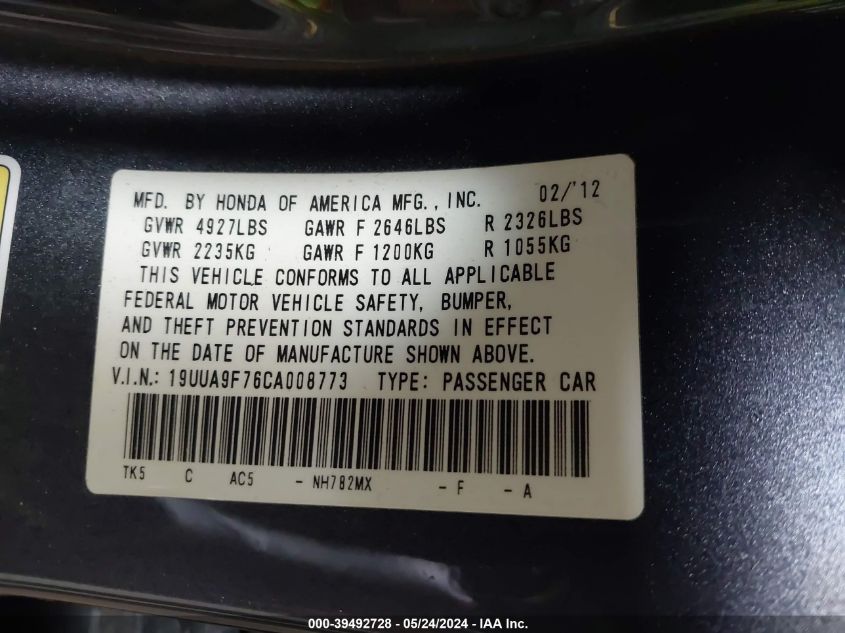 MFD. BY HONDA OF AMERICA MFG., INC. 02/'12
GVWR 4927LBS GAWR F 2646LBS R 2326LBS
GVWR 2235KG GAWR F 1200KG R 1055KG
THIS VEHICLE CONFORMS TO ALL APPLICABLE
FEDERAL MOTOR VEHICLE SAFETY, BUMPER,
AND THEFT PREVENTION STANDARDS IN EFFECT
ON THE DATE OF MANUFACTURE SHOWN ABOVE.
V.I.N.: 19UUA9F76CA008773 TYPE: PASSENGER CAR
TK5 C AC5 - NH782MX - F - A
000-39492728 - 05/24/2024 - IAA Inc.